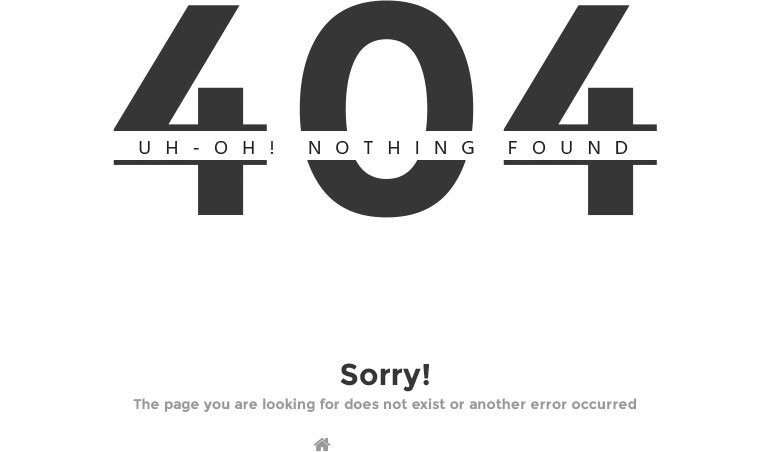 404
UH-OH! NOTHING FOUND
Sorry!
The page you are looking for does not exist or another error occurred